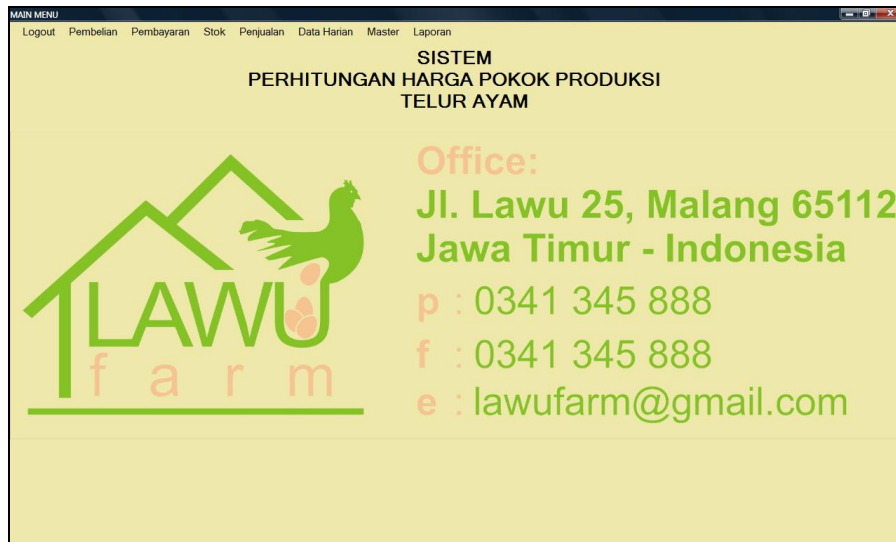 MAIN MENU
Logout Pembelian Pembayaran Stok Penjualan Data Harian Master Laporan
SISTEM
PERHITUNGAN HARGA POKOK PRODUKSI
TELUR AYAM
LAWU
farm
Office:
Jl. Lawu 25, Malang 65112
Jawa Timur - Indonesia
p : 0341 345 888
f : 0341 345 888
e : lawufarm@gmail.com